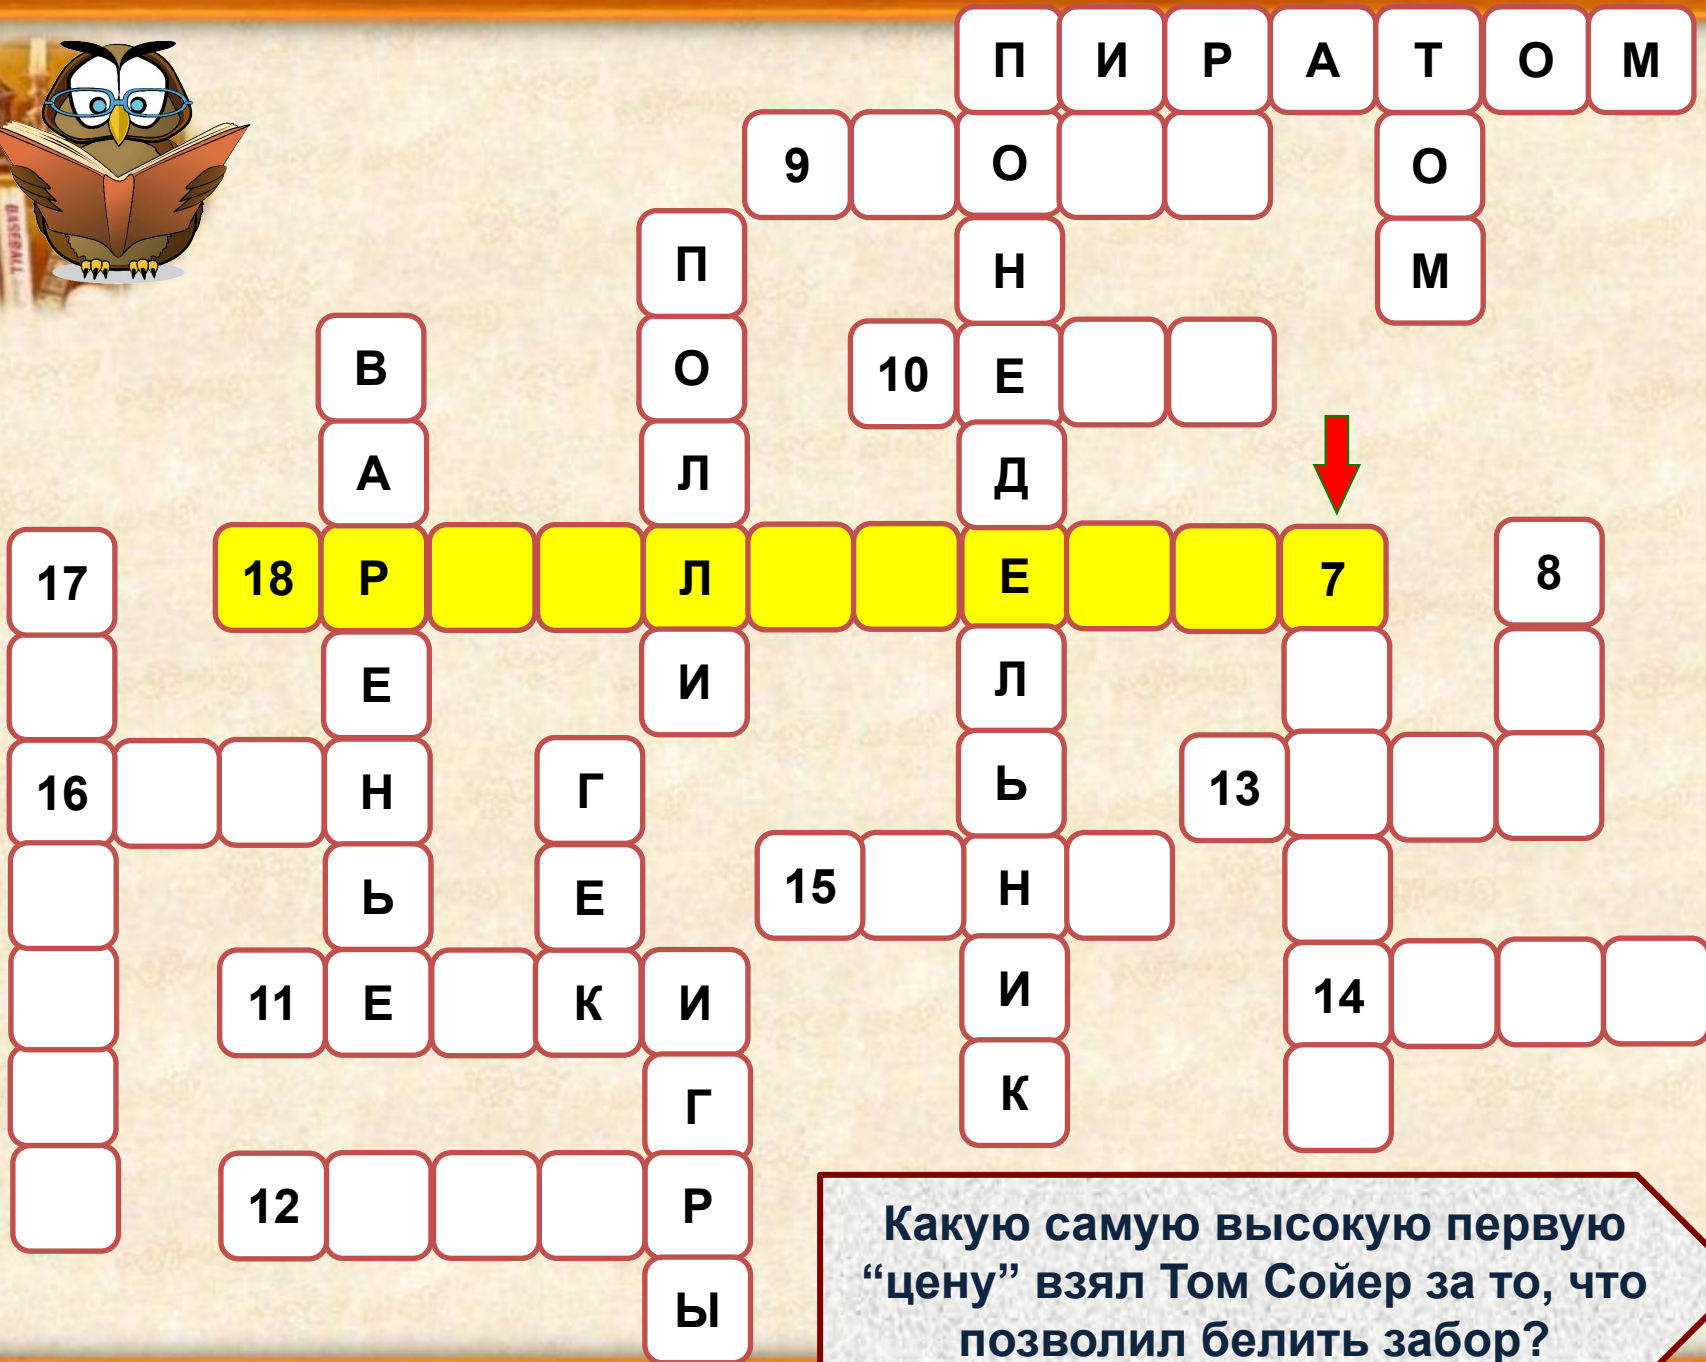 П И Р А Т О М
9 О О
П Н М
В О 10 Е
А Л Д
17 18 Р Л Е 7 8
Е И Л
16 Н Г Ь 13
Ь Е 15 Н
11 Е К И И 14
Г К
12 Р
Ы
BASEBALL
Какую самую высокую первую
“цену” взял Том Сойер за то, что
позволил белить забор?